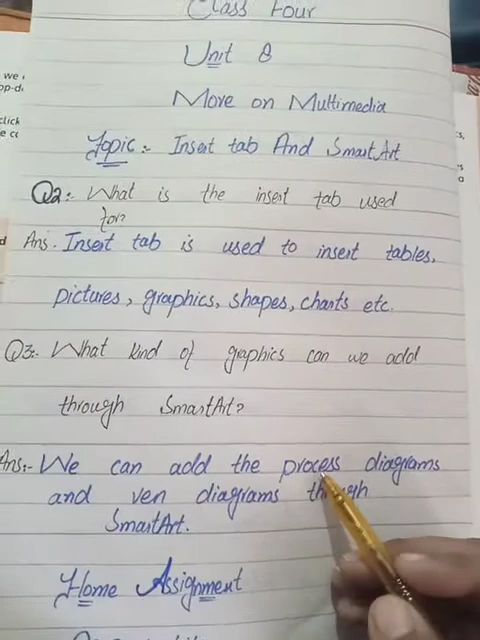 Class Four
Unit 8
More on Multimedia
Topic:- Insert tab And SmartArt
Q2:- What is the insert tab used
for?
Ans. Insert tab is used to insert tables,
pictures, graphics, shapes, charts etc.
Q3:- What kind of graphics can we add
through SmartArt?
Ans:- We can add the process diagrams
and ven diagrams through
SmartArt.
Home Assignment